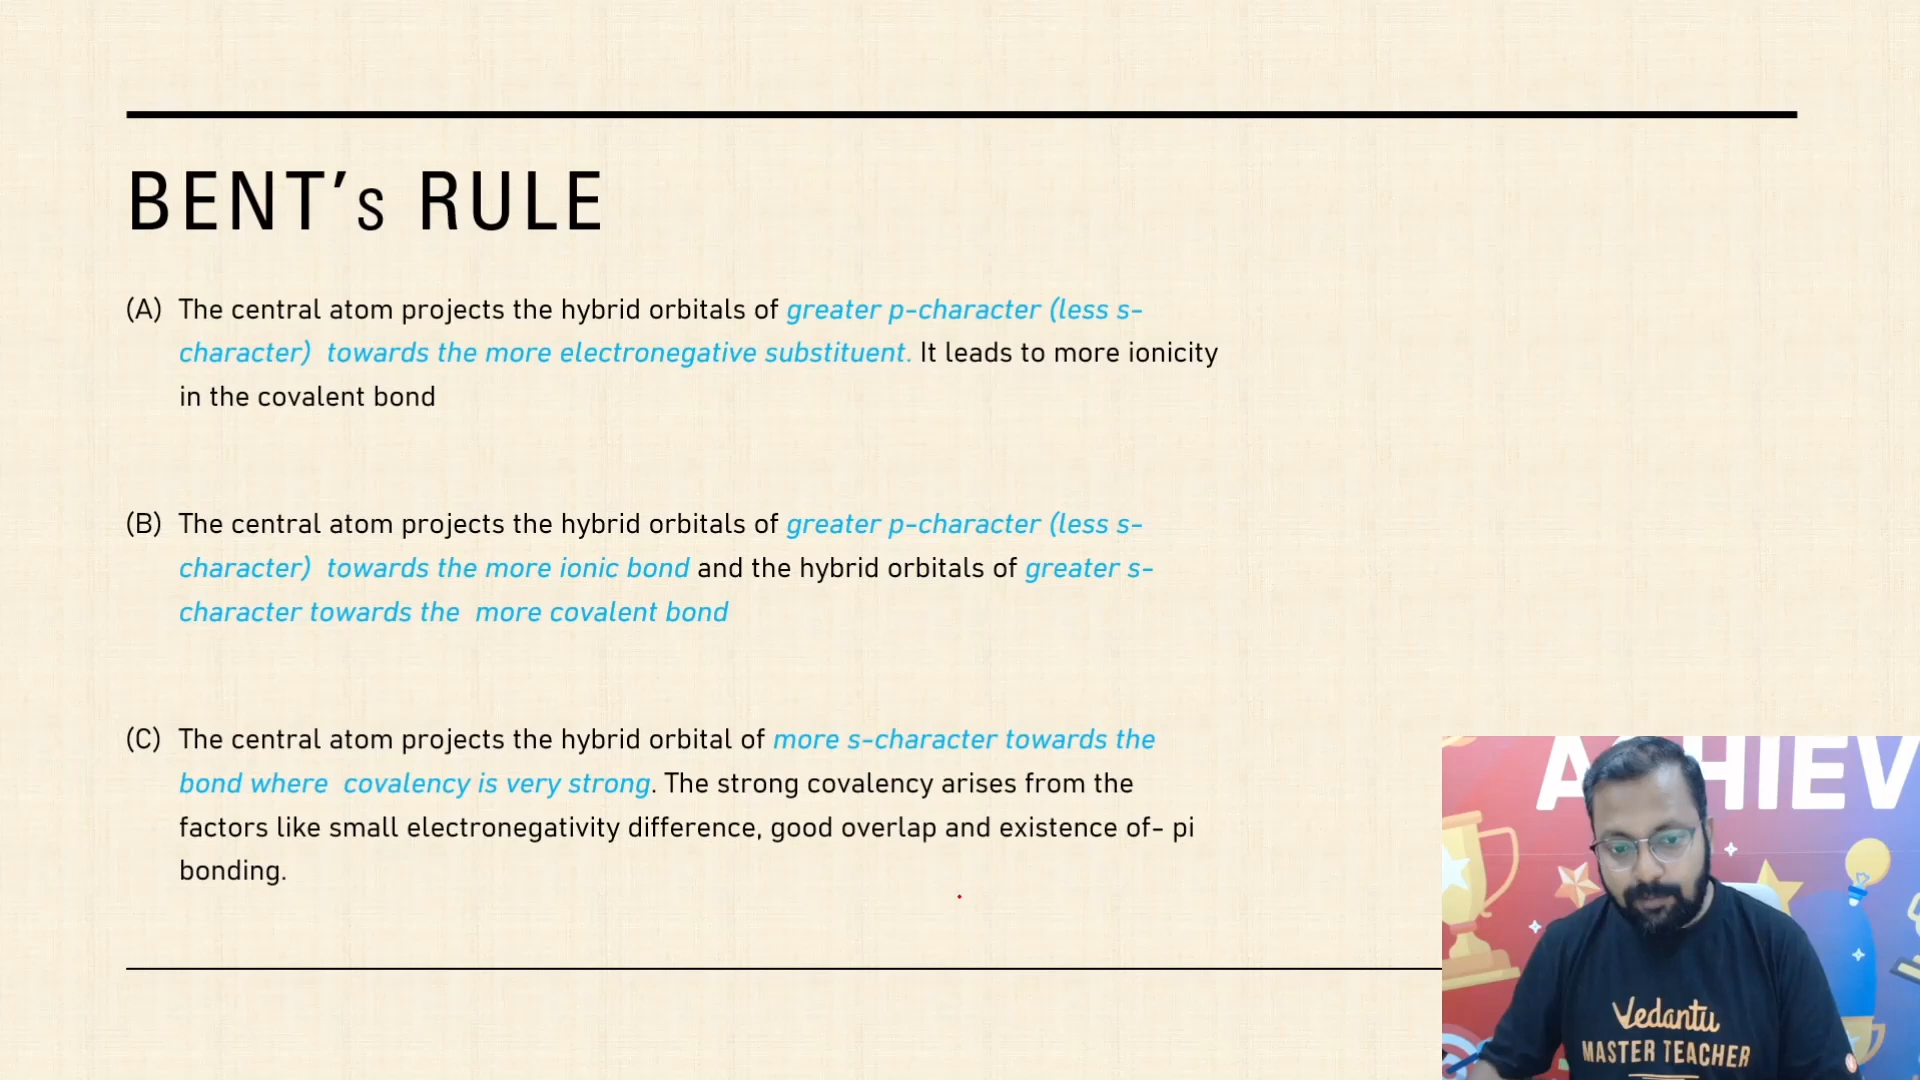 BENT's RULE
(A) The central atom projects the hybrid orbitals of greater p-character (less s-
character) towards the more electronegative substituent. It leads to more ionicity
in the covalent bond
(B) The central atom projects the hybrid orbitals of greater p-character (less s-
character) towards the more ionic bond and the hybrid orbitals of greater s-
character towards the more covalent bond
(C) The central atom projects the hybrid orbital of more s-character towards the
bond where covalency is very strong. The strong covalency arises from the
factors like small electronegativity difference, good overlap and existence of- pi
bonding.
ACHIEV
Vedantu
MASTER TEACHER